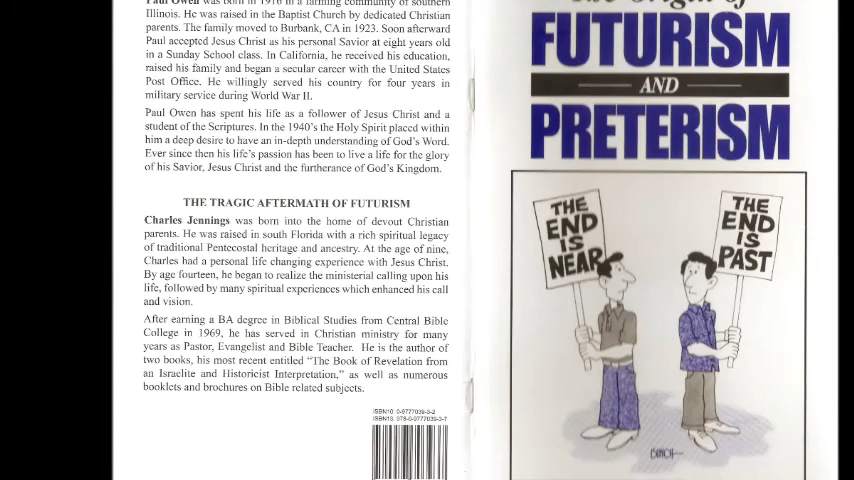 Paul Owen was born in 1916 in a farming community of southern
Illinois. He was raised in the Baptist Church by dedicated Christian
parents. The family moved to Burbank, CA in 1923. Soon afterward
Paul accepted Jesus Christ as his personal Savior at eight years old
in a Sunday School class. In California, he received his education,
raised his family and began a secular career with the United States
Post Office. He willingly served his country for four years in
military service during World War II.
Paul Owen has spent his life as a follower of Jesus Christ and a
student of the Scriptures. In the 1940's the Holy Spirit placed within
him a deep desire to have an in-depth understanding of God's Word.
Ever since then his life's passion has been to live a life for the glory
of his Savior, Jesus Christ and the furtherance of God's Kingdom.
THE TRAGIC AFTERMATH OF FUTURISM
Charles Jennings was born into the home of devout Christian
parents. He was raised in south Florida with a rich spiritual legacy
of traditional Pentecostal heritage and ancestry. At the age of nine,
Charles had a personal life changing experience with Jesus Christ.
By age fourteen, he began to realize the ministerial calling upon his
life, followed by many spiritual experiences which enhanced his call
and vision.
After earning a BA degree in Biblical Studies from Central Bible
College in 1969, he has served in Christian ministry for many
years as Pastor, Evangelist and Bible Teacher. He is the author of
two books, his most recent entitled "The Book of Revelation from
an Israelite and Historicist Interpretation," as well as numerous
booklets and brochures on Bible related subjects.
ISBN10: 0-9777039-3-2
ISBN13: 978-0-9777039-3-7
The Origin of
FUTURISM
AND
PRETERISM
THE
END
IS
NEAR
THE
END
IS
PAST